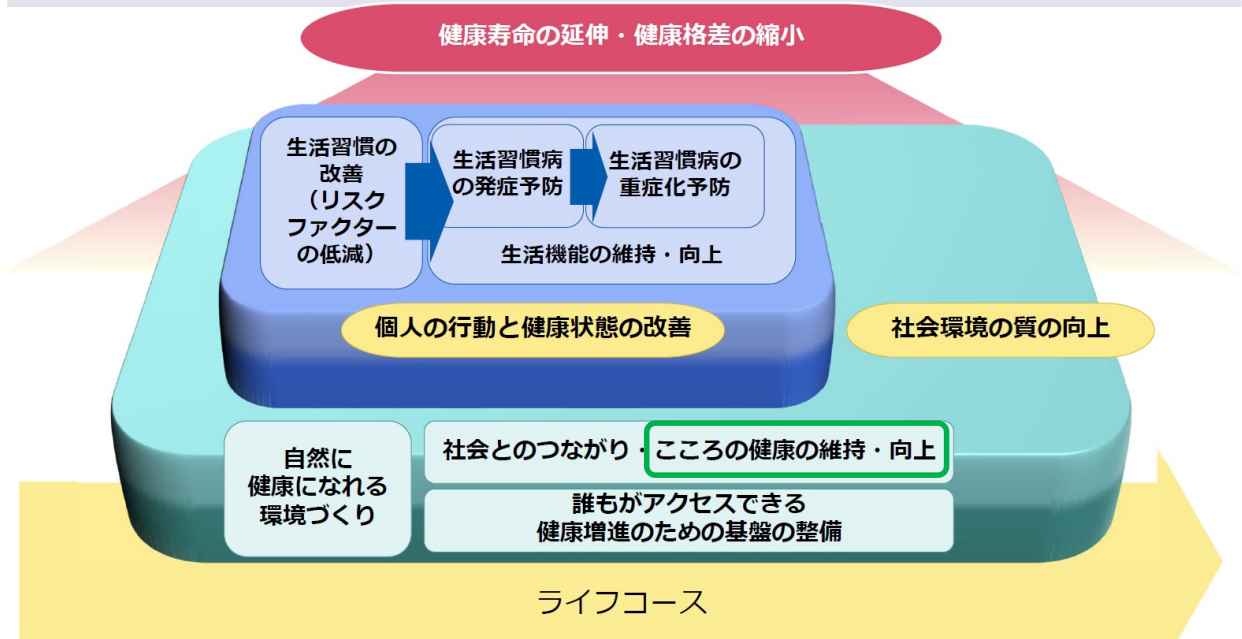 健康寿命の延伸・健康格差の縮小
生活習慣の
改善
（リスク
ファクター
の低減）
生活習慣病
の発症予防
生活習慣病の
重症化予防
生活機能の維持・向上
個人の行動と健康状態の改善
社会環境の質の向上
自然に
健康になれる
環境づくり
社会とのつながり・こころの健康の維持・向上
誰もがアクセスできる
健康増進のための基盤の整備
ライフコース